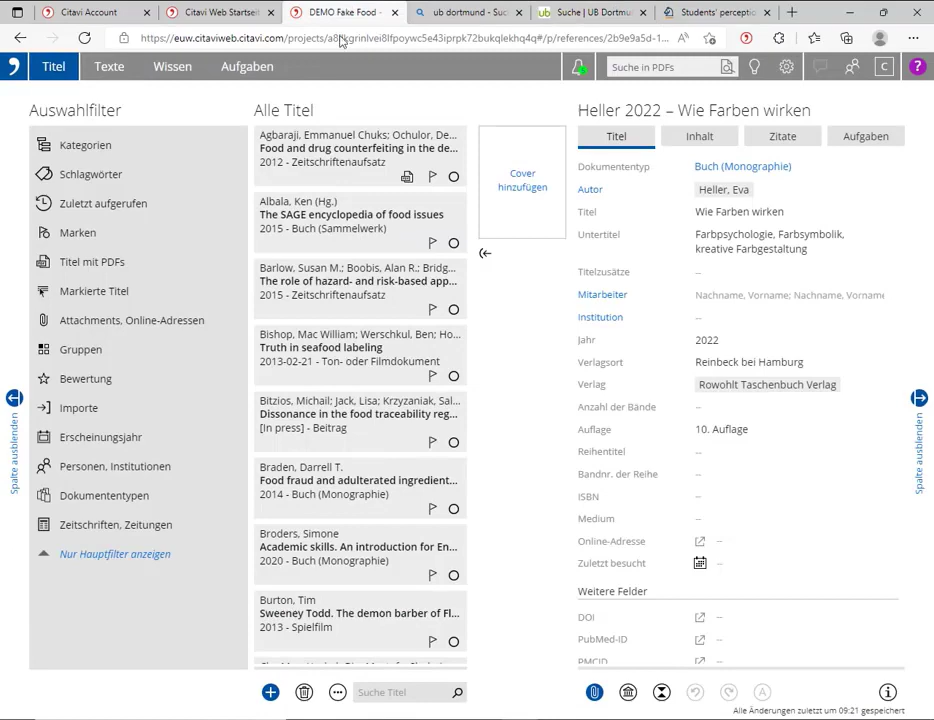 Citavi Account
Citavi Web Startseit
DEMO Fake Food -
ub dortmund - Suc
Suche | UB Dortmu
Students' percepti
https://euw.citaviweb.citavi.com/projects/
Titel
Texte
Wissen
Aufgaben
Suche in PDFs
C
?
Auswahlfilter
Kategorien
Schlagwörter
Zuletzt aufgerufen
Marken
Titel mit PDFs
Markierte Titel
Attachments, Online-Adressen
Gruppen
Bewertung
Importe
Erscheinungsjahr
Personen, Institutionen
Dokumententypen
Zeitschriften, Zeitungen
Nur Hauptfilter anzeigen
Spalte ausblenden
Alle Titel
Agbaraji, Emmanuel Chuks; Ochulor, De...
Food and drug counterfeiting in the de...
2012 - Zeitschriftenaufsatz
Albala, Ken (Hg.)
The SAGE encyclopedia of food issues
2015 - Buch (Sammelwerk)
Barlow, Susan M.; Boobis, Alan R.; Bridg...
The role of hazard- and risk-based app...
2015 - Zeitschriftenaufsatz
Bishop, Mac William; Werschkul, Ben; Ho...
Truth in seafood labeling
2013-02-21 - Ton- oder Filmdokument
Bitzios, Michail; Jack, Lisa; Krzyzaniak, Sal...
Dissonance in the food traceability reg...
[In press] - Beitrag
Braden, Darrell T.
Food fraud and adulterated ingredient...
2014 - Buch (Monographie)
Broders, Simone
Academic skills. An introduction for En...
2020 - Buch (Monographie)
Burton, Tim
Sweeney Todd. The demon barber of Fl...
2013 - Spielfilm
Suche Titel
Cover
hinzufügen
Heller 2022 – Wie Farben wirken
Titel
Inhalt
Zitate
Aufgaben
Dokumententyp Buch (Monographie)
Autor Heller, Eva
Titel Wie Farben wirken
Untertitel Farbpsychologie, Farbsymbolik,
kreative Farbgestaltung
Titelzusätze --
Mitarbeiter Nachname, Vorname; Nachname, Vorname
Institution --
Jahr 2022
Verlagsort Reinbeck bei Hamburg
Verlag Rowohlt Taschenbuch Verlag
Anzahl der Bände --
Auflage 10. Auflage
Reihentitel --
Bandnr. der Reihe --
ISBN --
Medium --
Online-Adresse --
Zuletzt besucht --
Weitere Felder
DOI --
PubMed-ID --
PMCID --
Alle Änderungen zuletzt um 09:21 gespeichert
Spalte ausblenden